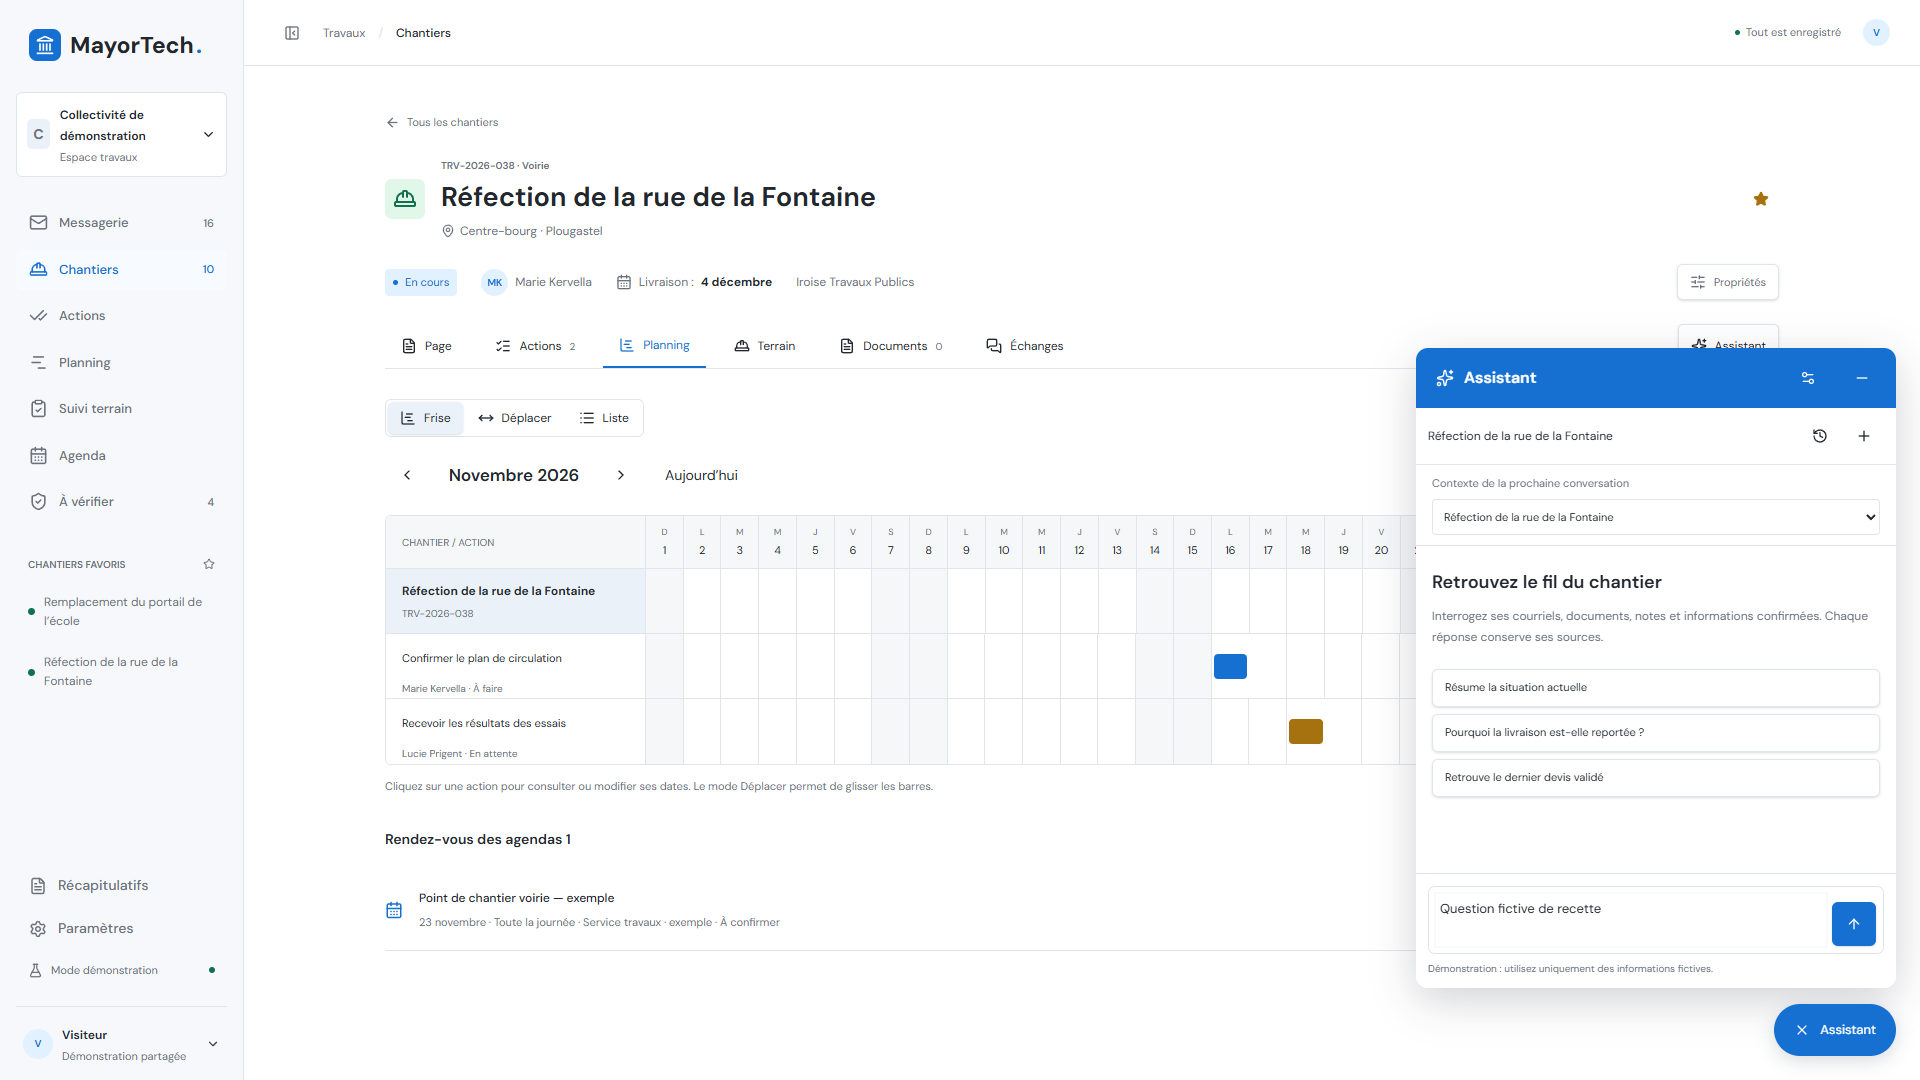 MayorTech.
Collectivité de démonstration
C
Espace travaux
Messagerie 16
Chantiers 10
Actions
Planning
Suivi terrain
Agenda
À vérifier 4
CHANTIERS FAVORIS
Remplacement du portail de l'école
Réfection de la rue de la Fontaine
Récapitulatifs
Paramètres
Mode démonstration
V
Visiteur
Démonstration partagée
Travaux / Chantiers
Tout est enregistré
V
Tous les chantiers
TRV-2026-038 · Voirie
Réfection de la rue de la Fontaine
Centre-bourg · Plougastel
En cours
MK Marie Kervella
Livraison : 4 décembre
Iroise Travaux Publics
Propriétés
Page
Actions 2
Planning
Terrain
Documents 0
Échanges
Assistant
Frise
Déplacer
Liste
Novembre 2026
Aujourd'hui
CHANTIER / ACTION
D L M M J V S D L M M J V S D L M M J V
1 2 3 4 5 6 7 8 9 10 11 12 13 14 15 16 17 18 19 20
Réfection de la rue de la Fontaine
TRV-2026-038
Confirmer le plan de circulation
Marie Kervella · À faire
Recevoir les résultats des essais
Lucie Prigent · En attente
Cliquez sur une action pour consulter ou modifier ses dates. Le mode Déplacer permet de glisser les barres.
Rendez-vous des agendas 1
Point de chantier voirie — exemple
23 novembre · Toute la journée · Service travaux · exemple · À confirmer
Assistant
Réfection de la rue de la Fontaine
Contexte de la prochaine conversation
Réfection de la rue de la Fontaine
Retrouvez le fil du chantier
Interrogez ses courriels, documents, notes et informations confirmées. Chaque
réponse conserve ses sources.
Résume la situation actuelle
Pourquoi la livraison est-elle reportée ?
Retrouve le dernier devis validé
Question fictive de recette
Démonstration : utilisez uniquement des informations fictives.
Assistant